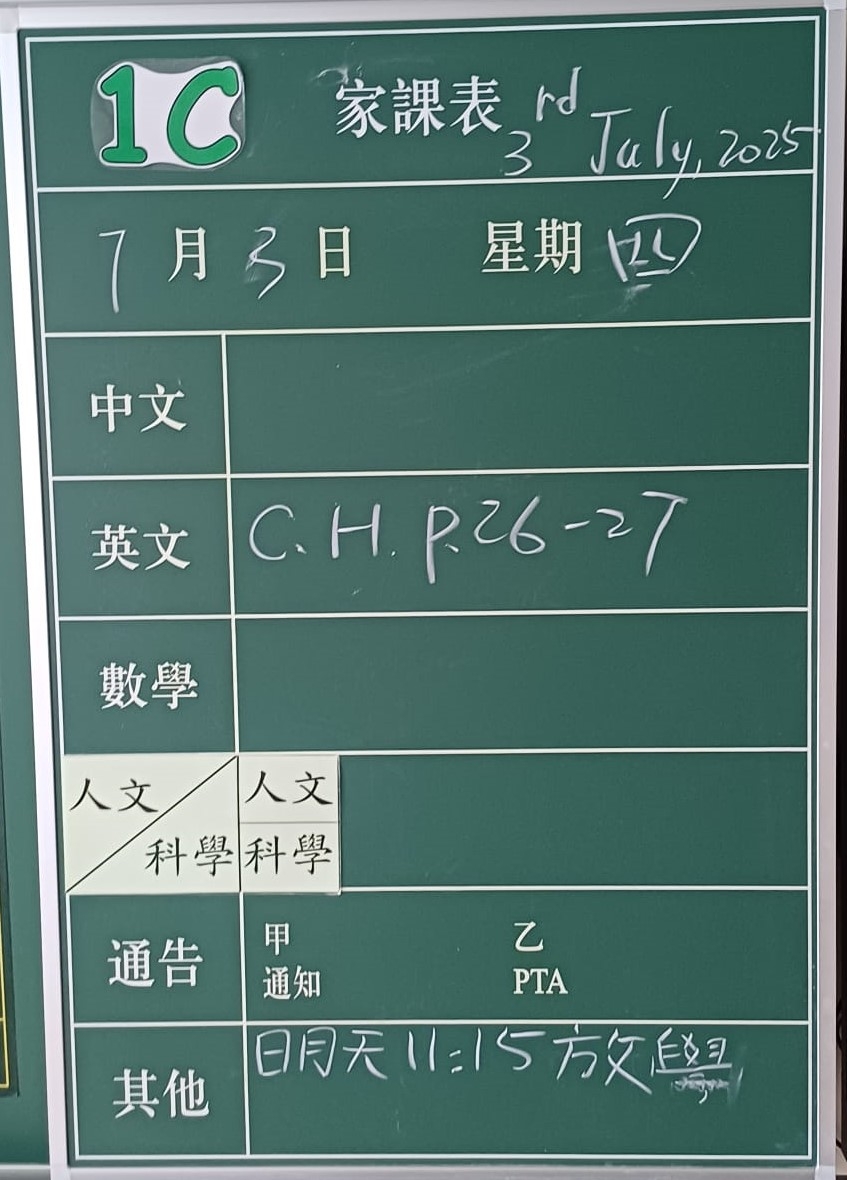 1C 家課表 3rd July, 2025
7月3日 星期四
中文
英文 C.H. P.26-27
數學
人文 人文
科學 科學
通告 甲 乙
通知 PTA
其他 明天11:15放學